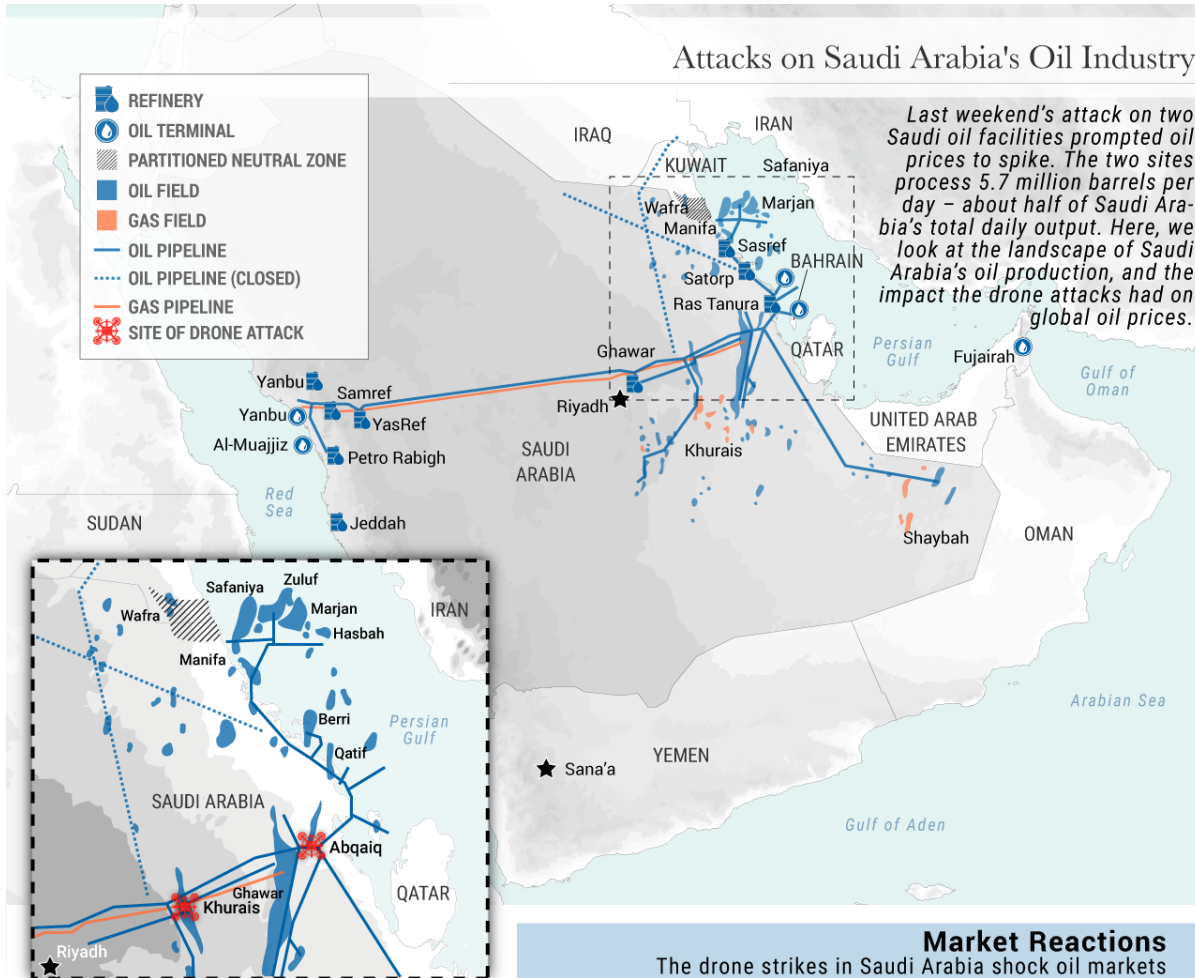 Attacks on Saudi Arabia's Oil Industry
Last weekend's attack on two
Saudi oil facilities prompted oil
prices to spike. The two sites
process 5.7 million barrels per
day – about half of Saudi Ara-
bia's total daily output. Here, we
look at the landscape of Saudi
Arabia's oil production, and the
impact the drone attacks had on
global oil prices.
REFINERY
OIL TERMINAL
PARTITIONED NEUTRAL ZONE
OIL FIELD
GAS FIELD
OIL PIPELINE
OIL PIPELINE (CLOSED)
GAS PIPELINE
SITE OF DRONE ATTACK
IRAQ
IRAN
KUWAIT
Safaniya
Wafra
Marjan
Manifa
Sasref
Satorp
BAHRAIN
Ras Tanura
QATAR
Persian
Gulf
Fujairah
Gulf of
Oman
Ghawar
Riyadh
Yanbu
Samref
Yanbu
YasRef
Al-Muajjiz
Petro Rabigh
SAUDI
ARABIA
Khurais
UNITED ARAB
EMIRATES
Red
Sea
SUDAN
Jeddah
Shaybah
OMAN
Arabian Sea
YEMEN
Sana'a
Gulf of Aden
IRAN
Safaniya
Zuluf
Marjan
Wafra
Hasbah
Manifa
Berri
Persian
Gulf
Qatif
SAUDI ARABIA
Abqaiq
Ghawar
Khurais
QATAR
Riyadh
Market Reactions
The drone strikes in Saudi Arabia shock oil markets